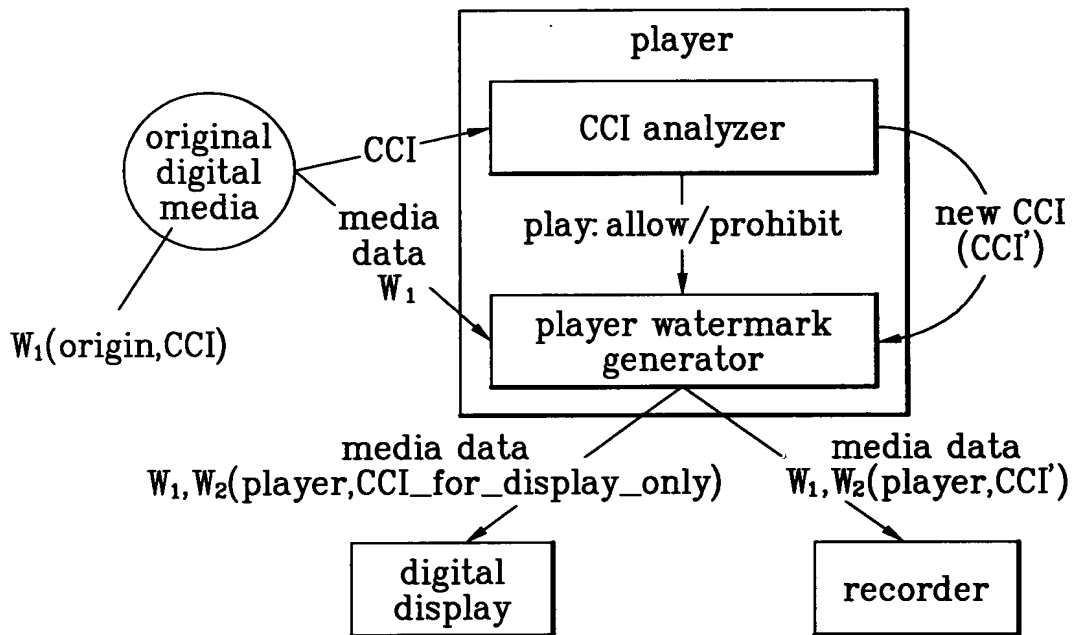 player
CCI analyzer
original
digital
media
CCI
media
data
W₁
play: allow/prohibit
new CCI
(CCI')
W₁(origin,CCI)
player watermark
generator
media data
W₁,W₂(player,CCI_for_display_only)
media data
W₁,W₂(player,CCI')
digital
display
recorder